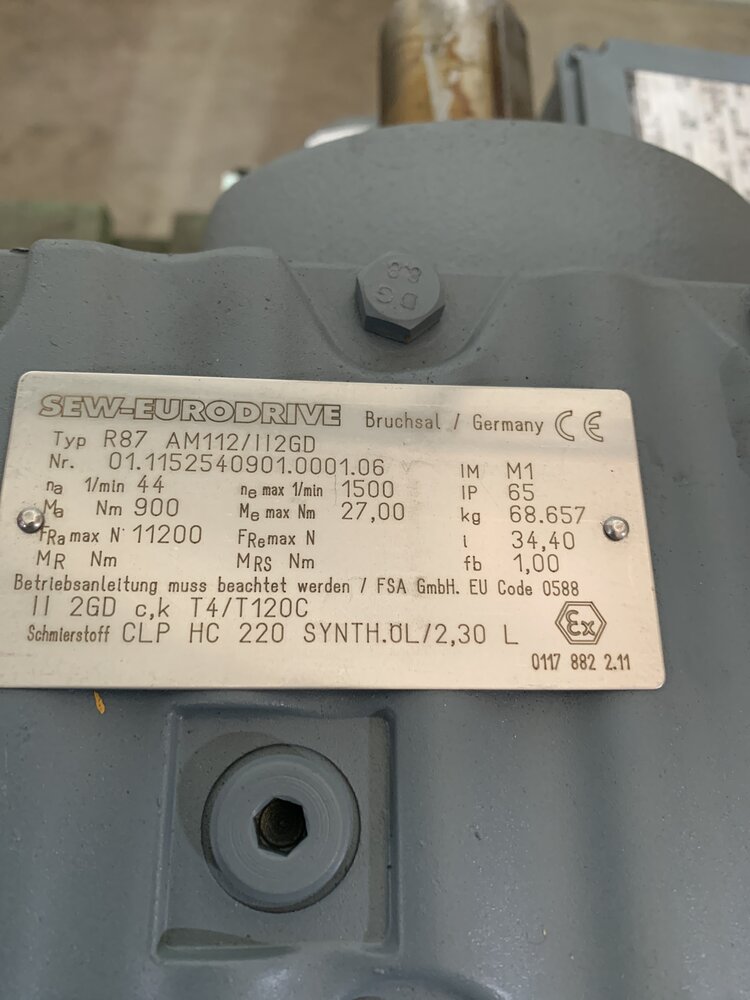 DG
8.8
SEW-EURODRIVE Bruchsal / Germany CE
Typ R87 AM112/II2GD
Nr. 01.1152540901.0001.06 IM M1
na 1/min 44 ne max 1/min 1500 IP 65
Ma Nm 900 Me max Nm 27,00 kg 68.657
FRa max N 11200 FRe max N i 34,40
MR Nm MRS Nm fb 1,00
Betriebsanleitung muss beachtet werden / FSA GmbH. EU Code 0588
II 2GD c,k T4/T120C
Schmierstoff CLP HC 220 SYNTH.ÖL/2,30 L Ex
0117 882 2.11